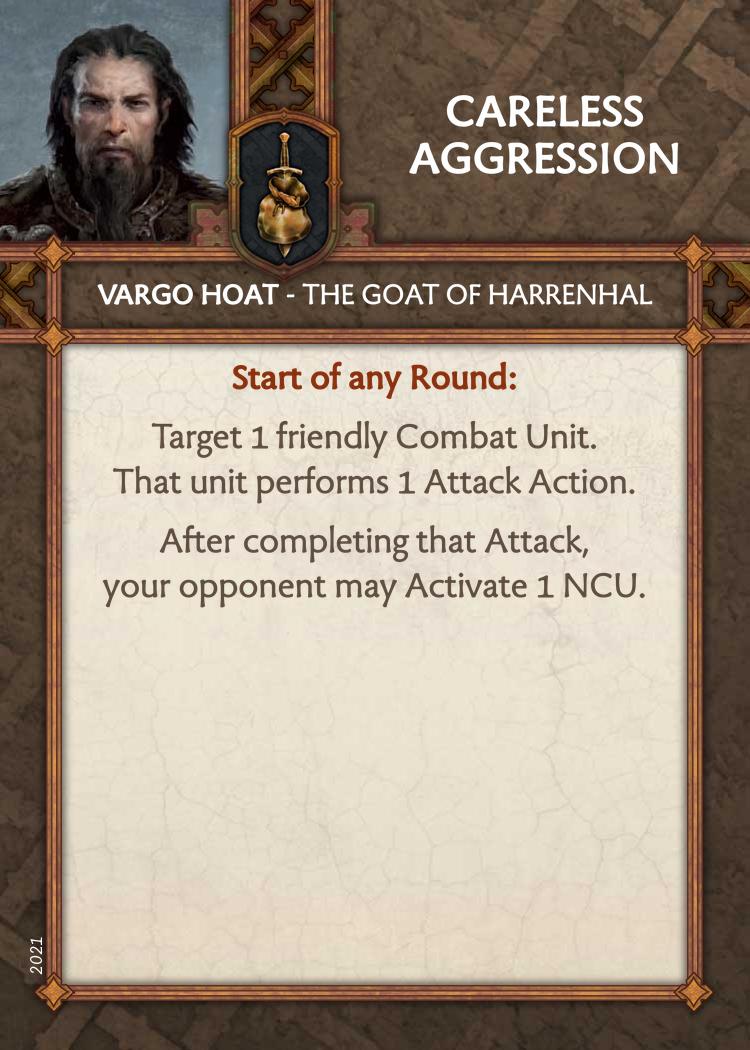 CARELESS
AGGRESSION
VARGO HOAT - THE GOAT OF HARRENHAL
Start of any Round:
Target 1 friendly Combat Unit.
That unit performs 1 Attack Action.
After completing that Attack,
your opponent may Activate 1 NCU.
2021